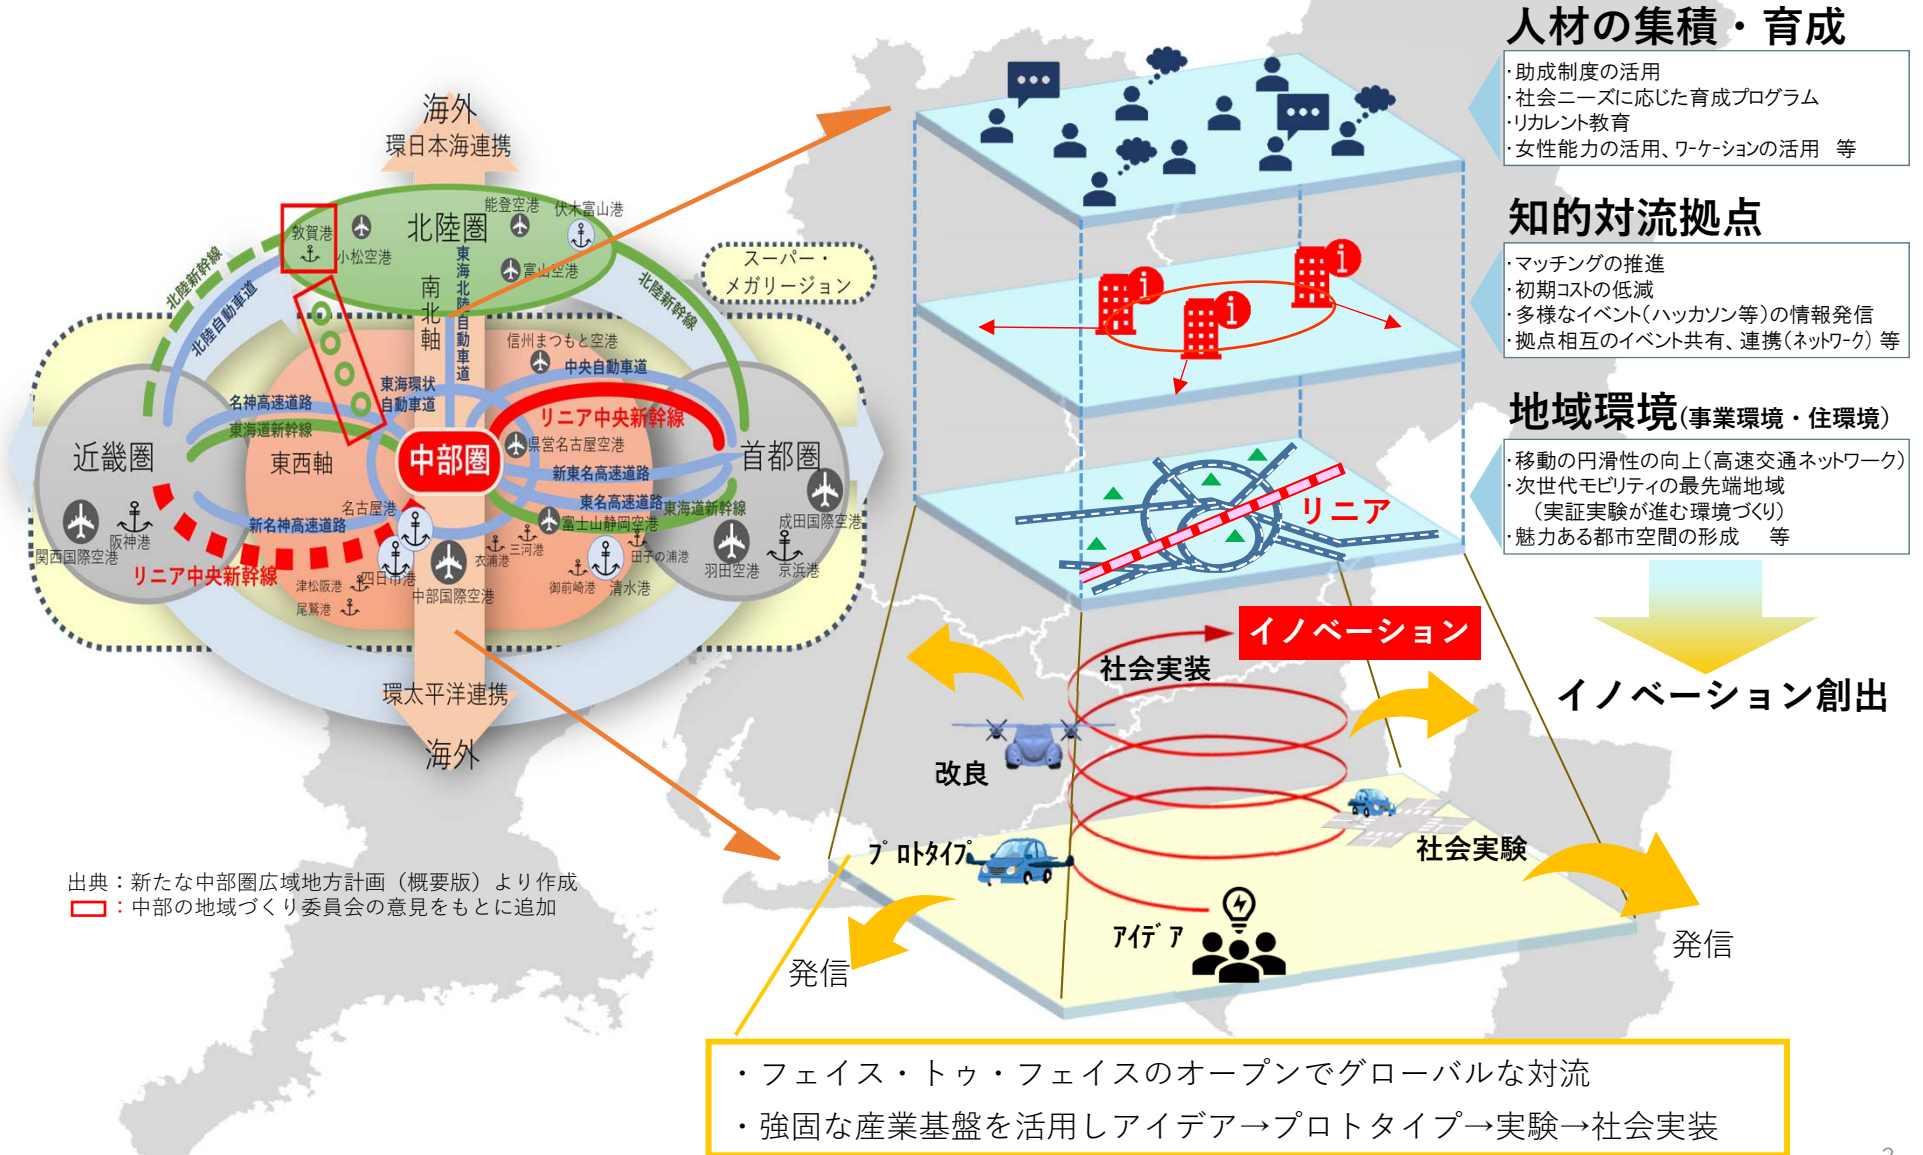 海外
環日本海連携
北陸圏
能登空港
伏木富山港
敦賀港
小松空港
富山空港
北陸新幹線
北陸自動車道
南北軸
東海北陸自動車道
北陸新幹線
スーパー・
メガリージョン
信州まつもと空港
中央自動車道
東海環状
自動車道
名神高速道路
東海道新幹線
リニア中央新幹線
近畿圏
東西軸
中部圏
県営名古屋空港
首都圏
新東名高速道路
東名高速道路
東海道新幹線
名古屋港
新名神高速道路
富士山静岡空港
成田国際空港
関西国際空港
阪神港
衣浦港
三河港
田子の浦港
羽田空港
京浜港
リニア中央新幹線
津松阪港
四日市港
中部国際空港
御前崎港
清水港
尾鷲港
環太平洋連携
海外
出典：新たな中部圏広域地方計画（概要版）より作成
：中部の地域づくり委員会の意見をもとに追加
人材の集積・育成
・助成制度の活用
・社会ニーズに応じた育成プログラム
・リカレント教育
・女性能力の活用、ワーケーションの活用　等
知的対流拠点
・マッチングの推進
・初期コストの低減
・多様なイベント（ハッカソン等）の情報発信
・拠点相互のイベント共有、連携（ネットワーク）等
地域環境(事業環境・住環境)
・移動の円滑性の向上（高速交通ネットワーク）
・次世代モビリティの最先端地域
（実証実験が進む環境づくり）
・魅力ある都市空間の形成　等
イノベーション創出
i
i
i
リニア
イノベーション
社会実装
改良
プロトタイプ
社会実験
アイデア
発信
発信
・フェイス・トゥ・フェイスのオープンでグローバルな対流
・強固な産業基盤を活用しアイデア→プロトタイプ→実験→社会実装